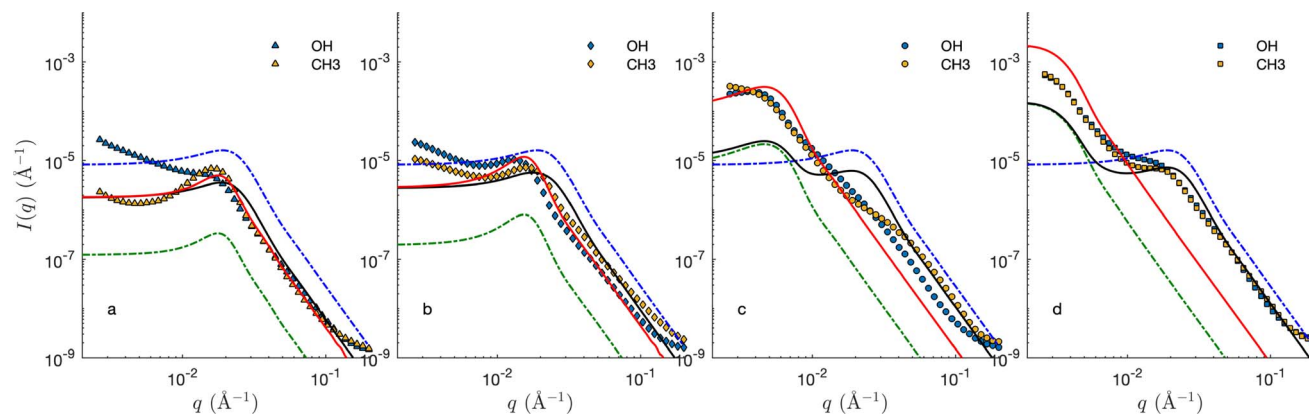 OH
CH3
OH
CH3
OH
CH3
OH
CH3
10⁻³
10⁻³
10⁻³
10⁻³
10⁻⁵
10⁻⁵
10⁻⁵
10⁻⁵
10⁻⁷
10⁻⁷
10⁻⁷
10⁻⁷
10⁻⁹
10⁻⁹
10⁻⁹
10⁻⁹
I(q) (Å⁻¹)
a
b
c
d
10⁻² 10⁻¹
10⁻² 10⁻¹
10⁻² 10⁻¹
10⁻² 10⁻¹
q (Å⁻¹)
q (Å⁻¹)
q (Å⁻¹)
q (Å⁻¹)